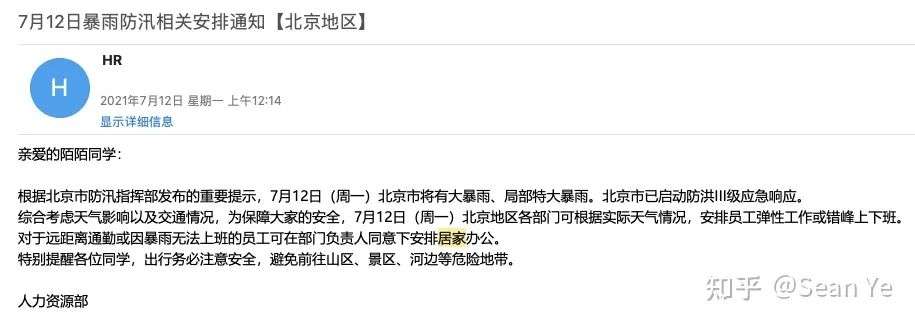 7月12日暴雨防汛相关安排通知【北京地区】
HR
H
2021年7月12日 星期一 上午12:14
显示详细信息
亲爱的陌陌同学：
根据北京市防汛指挥部发布的重要提示，7月12日（周一）北京市将有大暴雨、局部特大暴雨。北京市已启动防洪III级应急响应。
综合考虑天气影响以及交通情况，为保障大家的安全，7月12日（周一）北京地区各部门可根据实际天气情况，安排员工弹性工作或错峰上下班。
对于远距离通勤或因暴雨无法上班的员工可在部门负责人同意下安排居家办公。
特别提醒各位同学，出行务必注意安全，避免前往山区、景区、河边等危险地带。
人力资源部
知乎 @Sean Ye